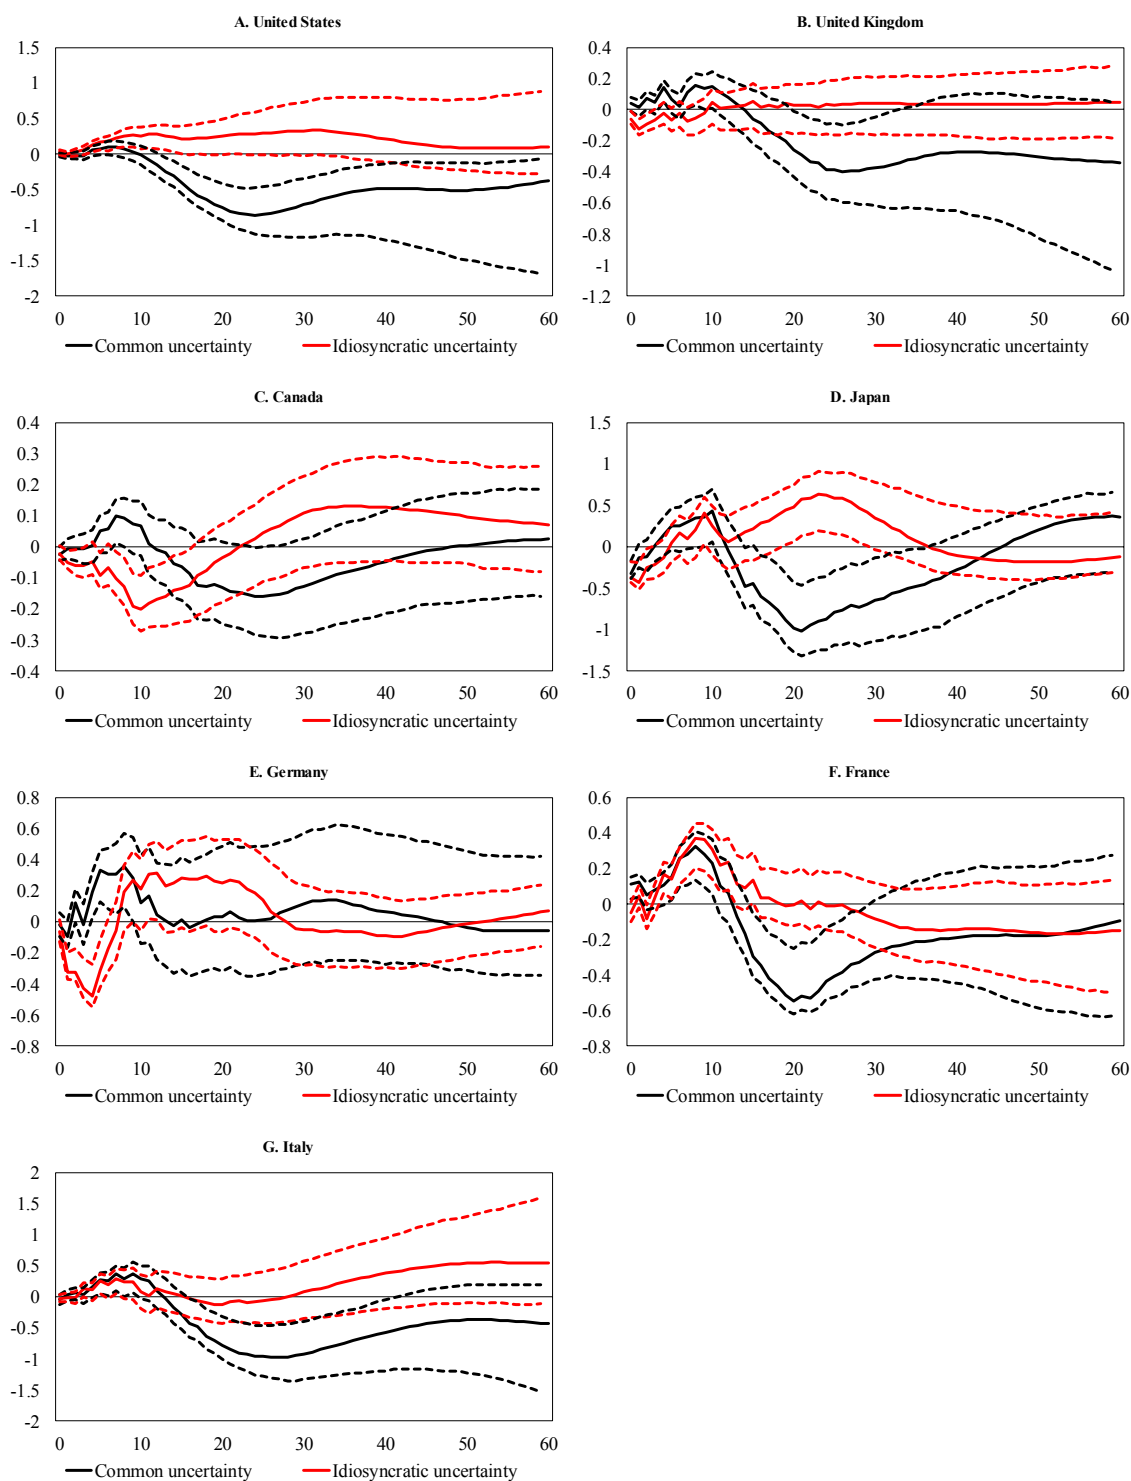 A. United States
1.5
1
0.5
0
-0.5
-1
-1.5
-2
0 10 20 30 40 50 60
Common uncertainty Idiosyncratic uncertainty
B. United Kingdom
0.4
0.2
0
-0.2
-0.4
-0.6
-0.8
-1
-1.2
0 10 20 30 40 50 60
Common uncertainty Idiosyncratic uncertainty
C. Canada
0.4
0.3
0.2
0.1
0
-0.1
-0.2
-0.3
-0.4
0 10 20 30 40 50 60
Common uncertainty Idiosyncratic uncertainty
D. Japan
1.5
1
0.5
0
-0.5
-1
-1.5
0 10 20 30 40 50 60
Common uncertainty Idiosyncratic uncertainty
E. Germany
0.8
0.6
0.4
0.2
0
-0.2
-0.4
-0.6
-0.8
0 10 20 30 40 50 60
Common uncertainty Idiosyncratic uncertainty
F. France
0.6
0.4
0.2
0
-0.2
-0.4
-0.6
-0.8
0 10 20 30 40 50 60
Common uncertainty Idiosyncratic uncertainty
G. Italy
2
1.5
1
0.5
0
-0.5
-1
-1.5
-2
0 10 20 30 40 50 60
Common uncertainty Idiosyncratic uncertainty